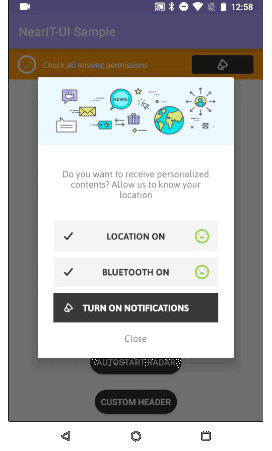 12:58
NearIT-UI Sample
Check all missing permissions
NEWS
Do you want to receive personalized
contents? Allow us to know your
location
LOCATION ON
BLUETOOTH ON
TURN ON NOTIFICATIONS
Close
AUTOSTART RADAR
CUSTOM HEADER